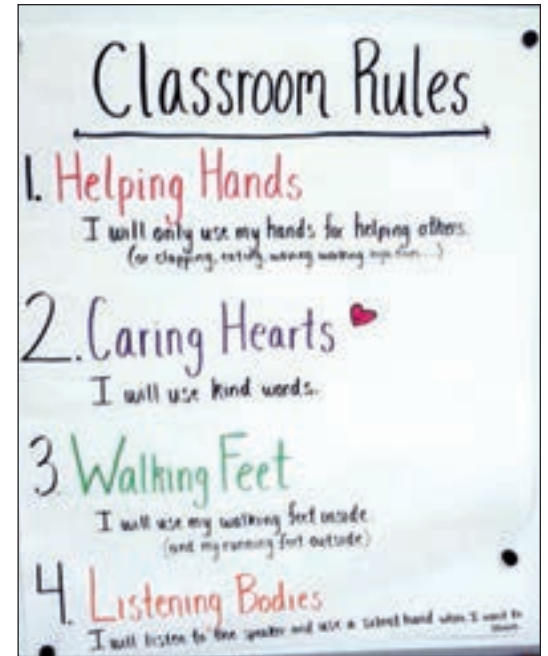 Classroom Rules
1. Helping Hands
I will only use my hands for helping others.
(or clapping, eating, waving,
2. Caring Hearts
I will use kind words.
3. Walking Feet
I will use my walking feet inside
(and my running feet outside)
4. Listening Bodies
I will listen to the speaker and use a silent hand when I want to